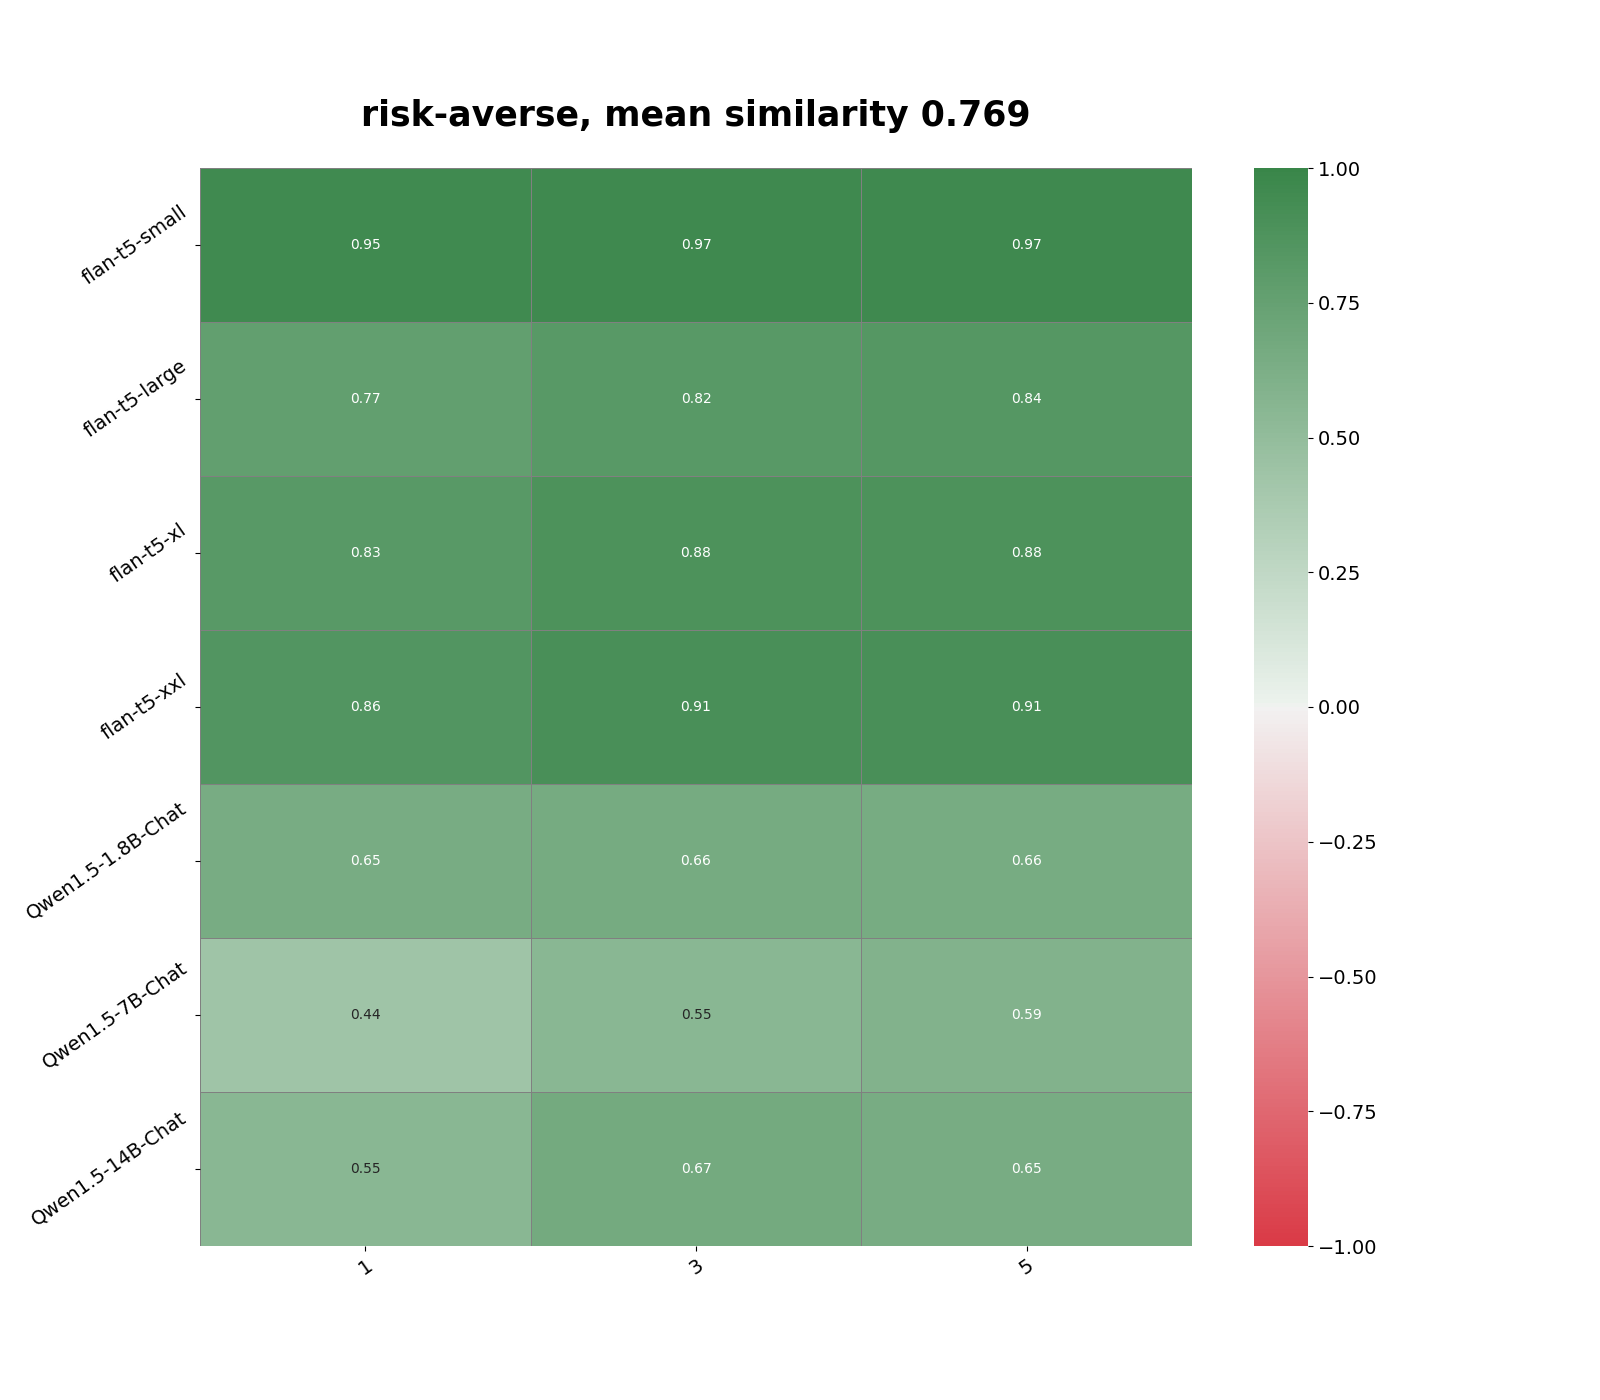 risk-averse, mean similarity 0.769
flan-t5-small
0.95 0.97 0.97
flan-t5-large
0.77 0.82 0.84
flan-t5-xl
0.83 0.88 0.88
flan-t5-xxl
0.86 0.91 0.91
Qwen1.5-1.8B-Chat
0.65 0.66 0.66
Qwen1.5-7B-Chat
0.44 0.55 0.59
Qwen1.5-14B-Chat
0.55 0.67 0.65
1 3 5
1.00
0.75
0.50
0.25
0.00
−0.25
−0.50
−0.75
−1.00